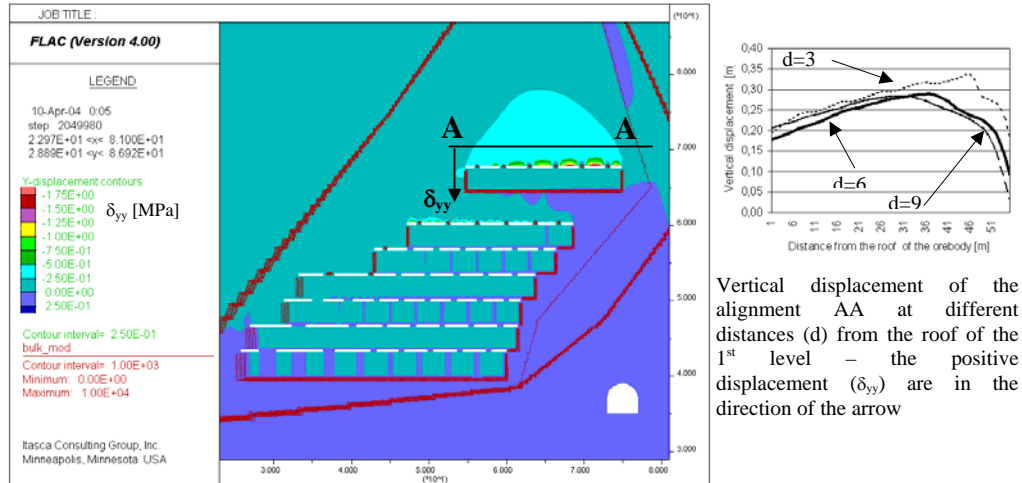 JOB TITLE :
FLAC (Version 4.00)
LEGEND
10-Apr-04 0:05
step 2049980
2.297E+01 <x< 8.100E+01
2.889E+01 <y< 8.692E+01
Y-displacement contours
-1.75E+00
-1.50E+00
-1.25E+00
-1.00E+00
-7.50E-01
-5.00E-01
-2.50E-01
0.00E+00
2.50E-01
δyy [MPa]
Contour interval= 2.50E-01
bulk_mod
Contour interval= 1.00E+03
Minimum: 0.00E+00
Maximum: 1.00E+04
Itasca Consulting Group, Inc.
Minneapolis, Minnesota USA
A A
δyy
(*10^1)
8.000
7.000
6.000
5.000
4.000
3.000
3.000 4.000 5.000 6.000 7.000 8.000
(*10^1)
Vertical displacement [m
0,40
0,35
0,30
0,25
0,20
0,15
0,10
0,05
0,00
d=3
d=6
d=9
1 6 11 16 21 26 31 36 41 46 51
Distance from the roof of the orebody [m]
Vertical displacement of the
alignment AA at different
distances (d) from the roof of the
1st level – the positive
displacement (δyy) are in the
direction of the arrow